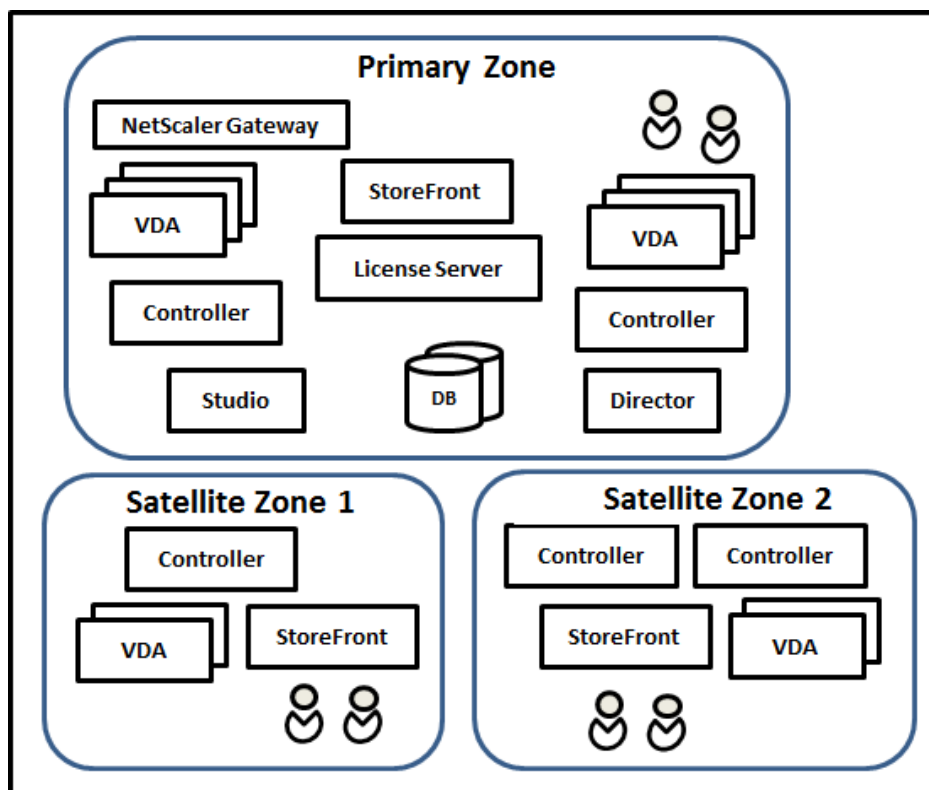 Primary Zone
NetScaler Gateway
StoreFront
VDA
VDA
License Server
Controller
Controller
Studio
DB
Director
Satellite Zone 1
Controller
VDA
StoreFront
Satellite Zone 2
Controller
Controller
StoreFront
VDA